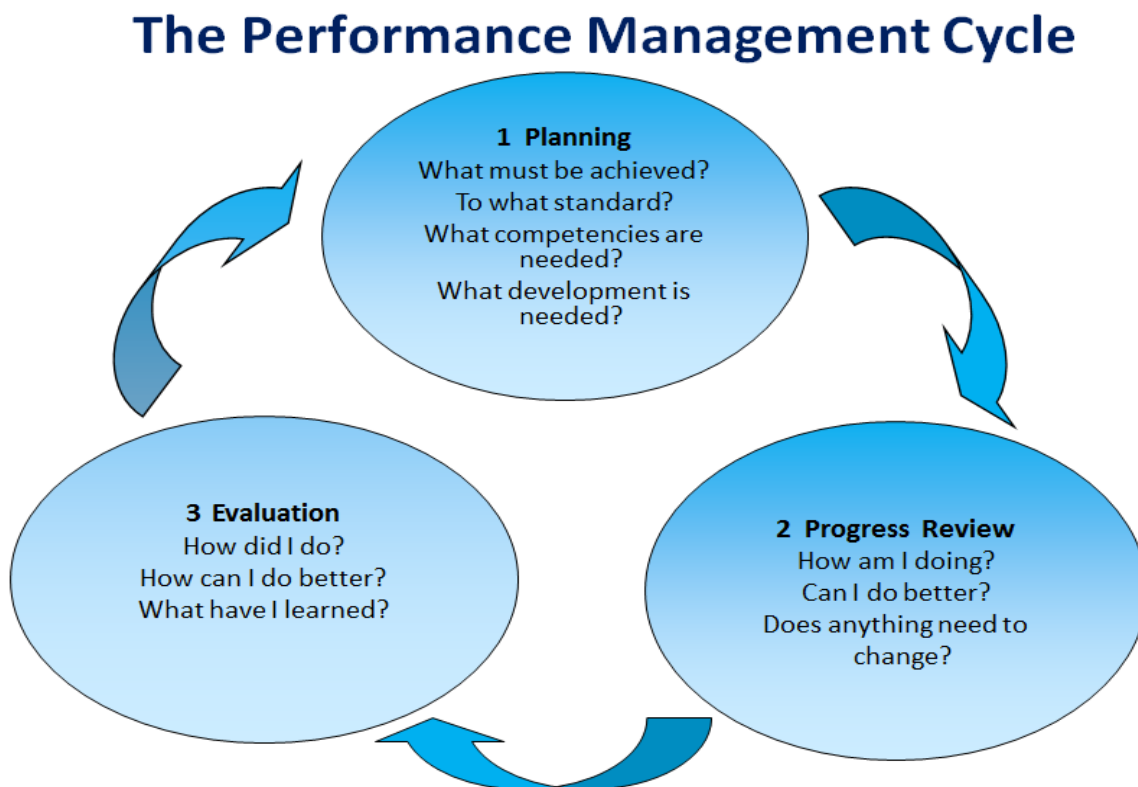 The Performance Management Cycle
1 Planning
What must be achieved?
To what standard?
What competencies are
needed?
What development is
needed?
2 Progress Review
How am I doing?
Can I do better?
Does anything need to
change?
3 Evaluation
How did I do?
How can I do better?
What have I learned?